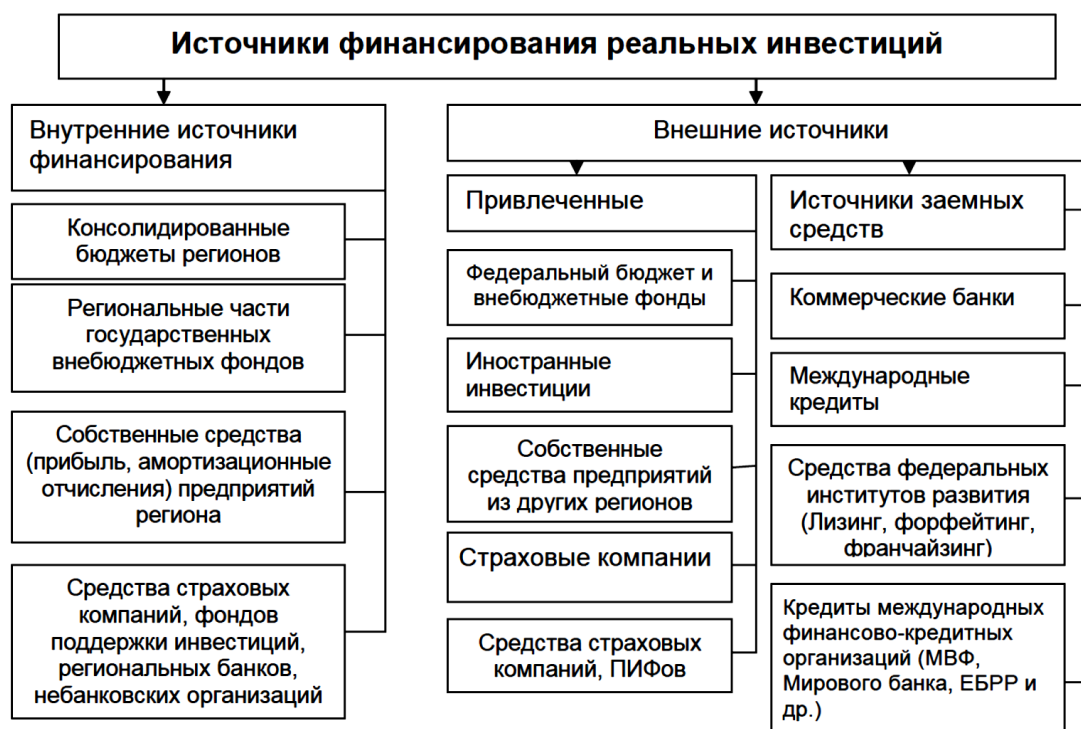 Источники финансирования реальных инвестиций
Внутренние источники
финансирования
Консолидированные
бюджеты регионов
Региональные части
государственных
внебюджетных фондов
Собственные средства
(прибыль, амортизационные
отчисления) предприятий
региона
Средства страховых
компаний, фондов
поддержки инвестиций,
региональных банков,
небанковских организаций
Внешние источники
Привлеченные
Федеральный бюджет и
внебюджетные фонды
Иностранные
инвестиции
Собственные
средства предприятий
из других регионов
Страховые компании
Средства страховых
компаний, ПИФов
Источники заемных
средств
Коммерческие банки
Международные
кредиты
Средства федеральных
институтов развития
(Лизинг, форфейтинг,
франчайзинг)
Кредиты международных
финансово-кредитных
организаций (МВФ,
Мирового банка, ЕБРР и
др.)